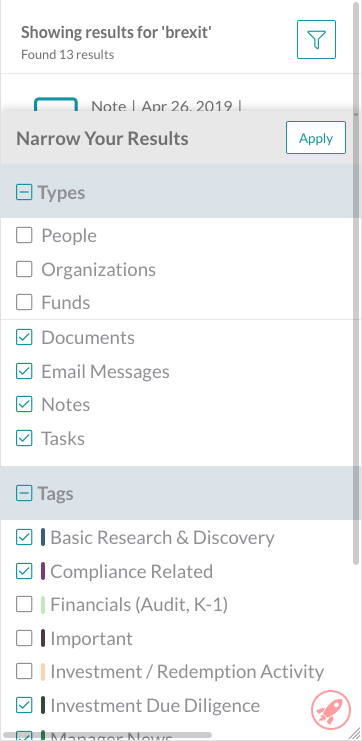 Showing results for 'brexit'
Found 13 results
Note | Apr 26, 2019 |
Narrow Your Results
Apply
Types
People
Organizations
Funds
Documents
Email Messages
Notes
Tasks
Tags
Basic Research & Discovery
Compliance Related
Financials (Audit, K-1)
Important
Investment / Redemption Activity
Investment Due Diligence
Manager News